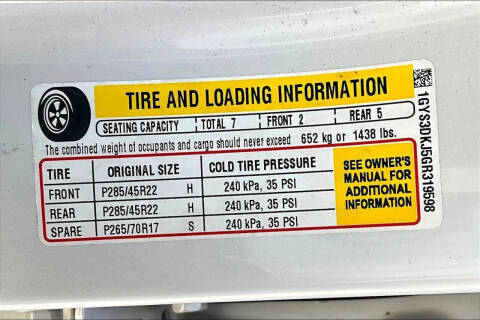 TIRE AND LOADING INFORMATION
SEATING CAPACITY TOTAL 7 FRONT 2 REAR 5
The combined weight of occupants and cargo should never exceed 652 kg or 1438 lbs.
TIRE ORIGINAL SIZE COLD TIRE PRESSURE
FRONT P285/45R22 H 240 kPa, 35 PSI
REAR P285/45R22 H 240 kPa, 35 PSI
SPARE P265/70R17 S 240 kPa, 35 PSI
SEE OWNER'S
MANUAL FOR
ADDITIONAL
INFORMATION
1GYS3DKJ5GR319598